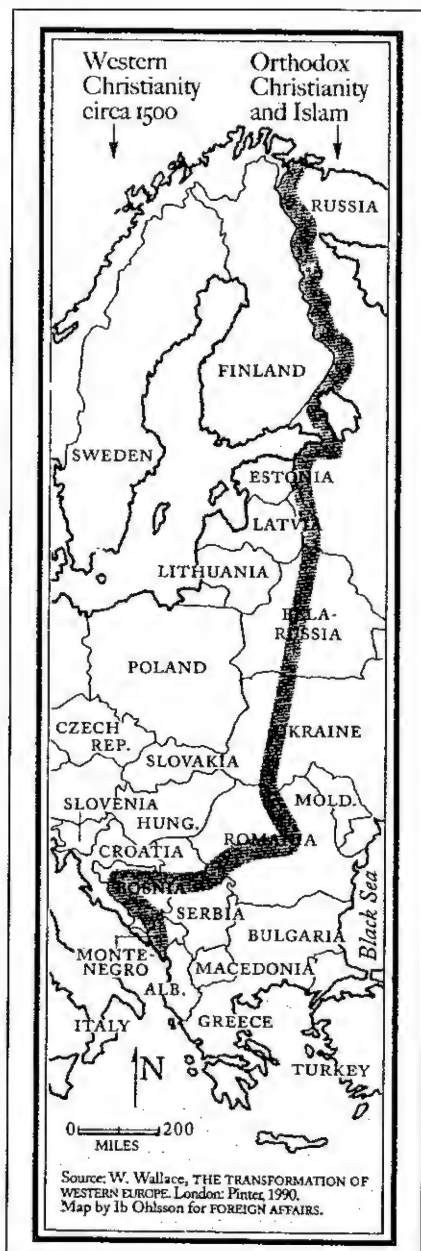 Western
Christianity
circa 1500
Orthodox
Christianity
and Islam
RUSSIA
FINLAND
SWEDEN
ESTONIA
LATVIA
LITHUANIA
BELA-
RUSSIA
POLAND
UKRAINE
CZECH
REP.
SLOVAKIA
MOLD.
SLOVENIA
HUNG.
ROMANIA
CROATIA
BOSNIA
SERBIA
Black Sea
BULGARIA
MONTE-
NEGRO
MACEDONIA
ALB.
ITALY
GREECE
TURKEY
N
0 200
MILES
Source: W. Wallace, THE TRANSFORMATION OF
WESTERN EUROPE. London: Pinter, 1990.
Map by Ib Ohlsson for FOREIGN AFFAIRS.